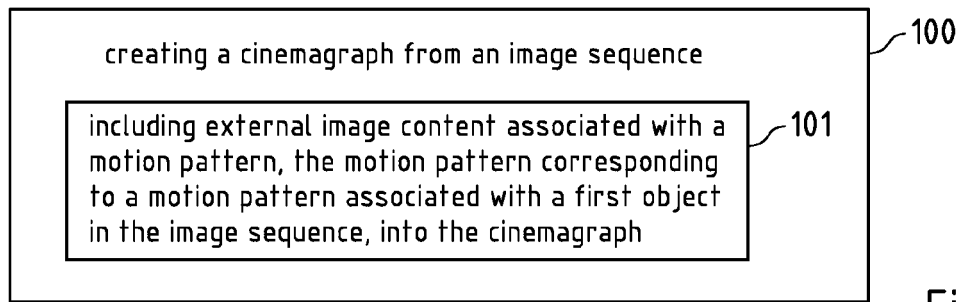 creating a cinemagraph from an image sequence
100
including external image content associated with a
motion pattern, the motion pattern corresponding
to a motion pattern associated with a first object
in the image sequence, into the cinemagraph
101